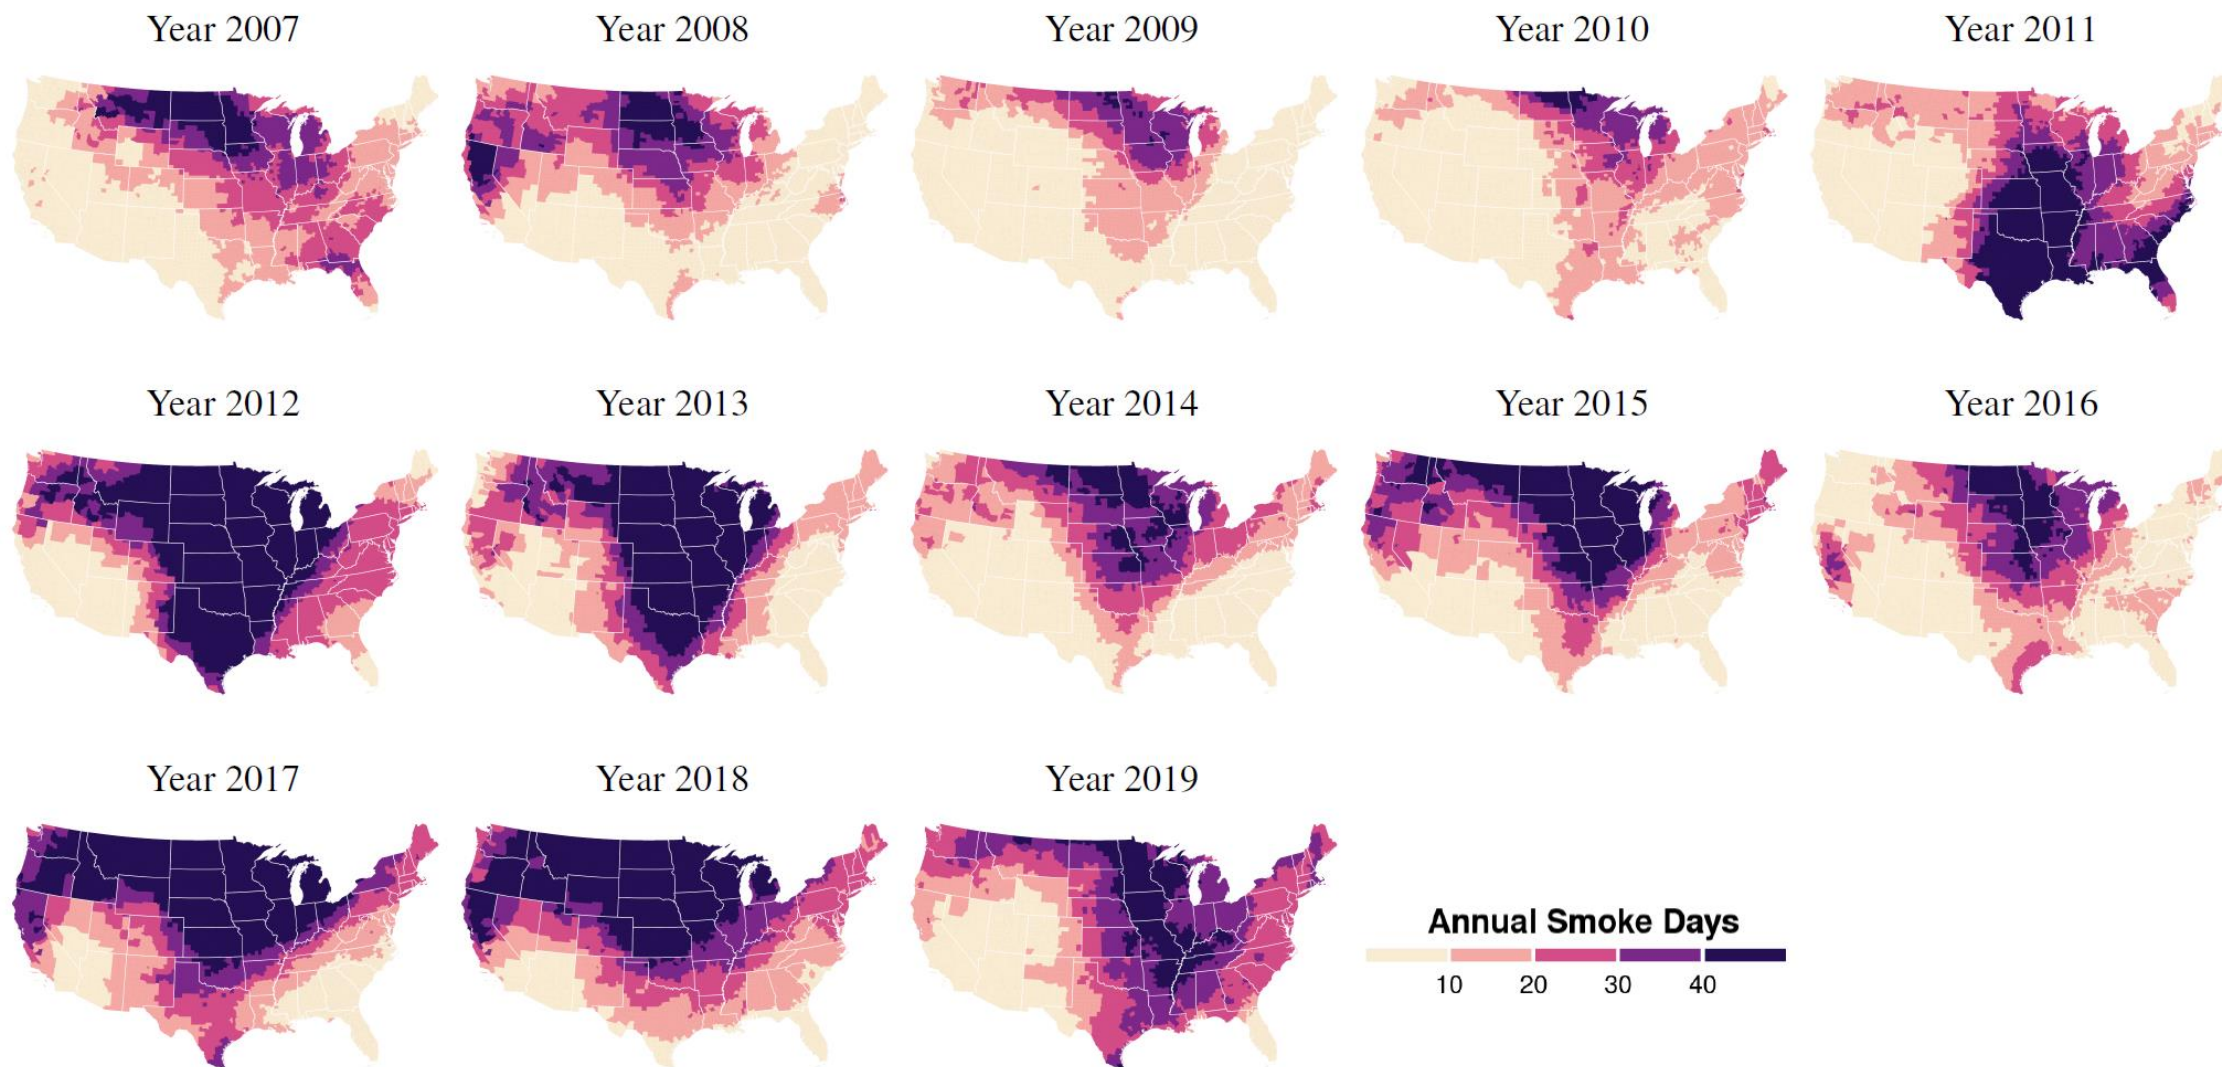 Year 2007
Year 2008
Year 2009
Year 2010
Year 2011
Year 2012
Year 2013
Year 2014
Year 2015
Year 2016
Year 2017
Year 2018
Year 2019
Annual Smoke Days
10 20 30 40